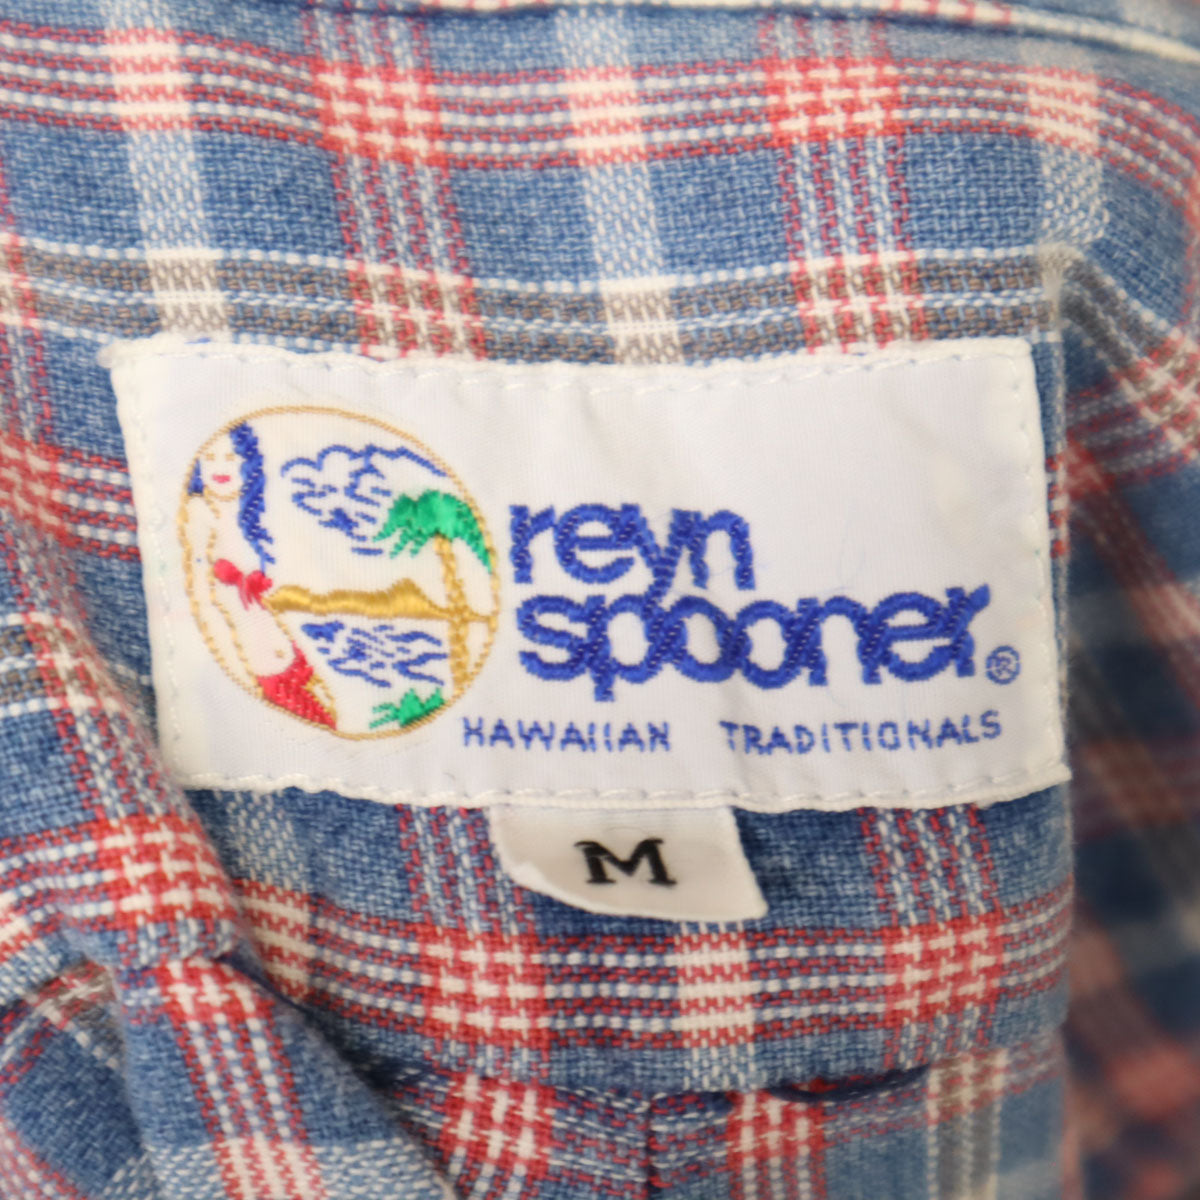 reyn
spooner®
HAWAIIAN TRADITIONALS
M